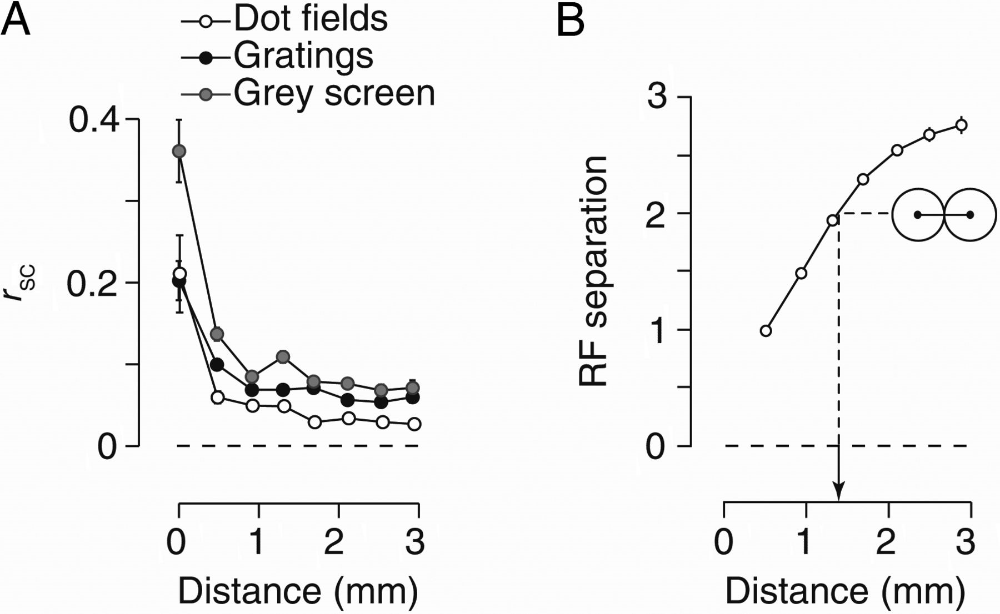 A
Dot fields
Gratings
Grey screen
0.4
0.2
0
rSC
0 1 2 3
Distance (mm)
B
3
2
1
0
RF separation
0 1 2 3
Distance (mm)